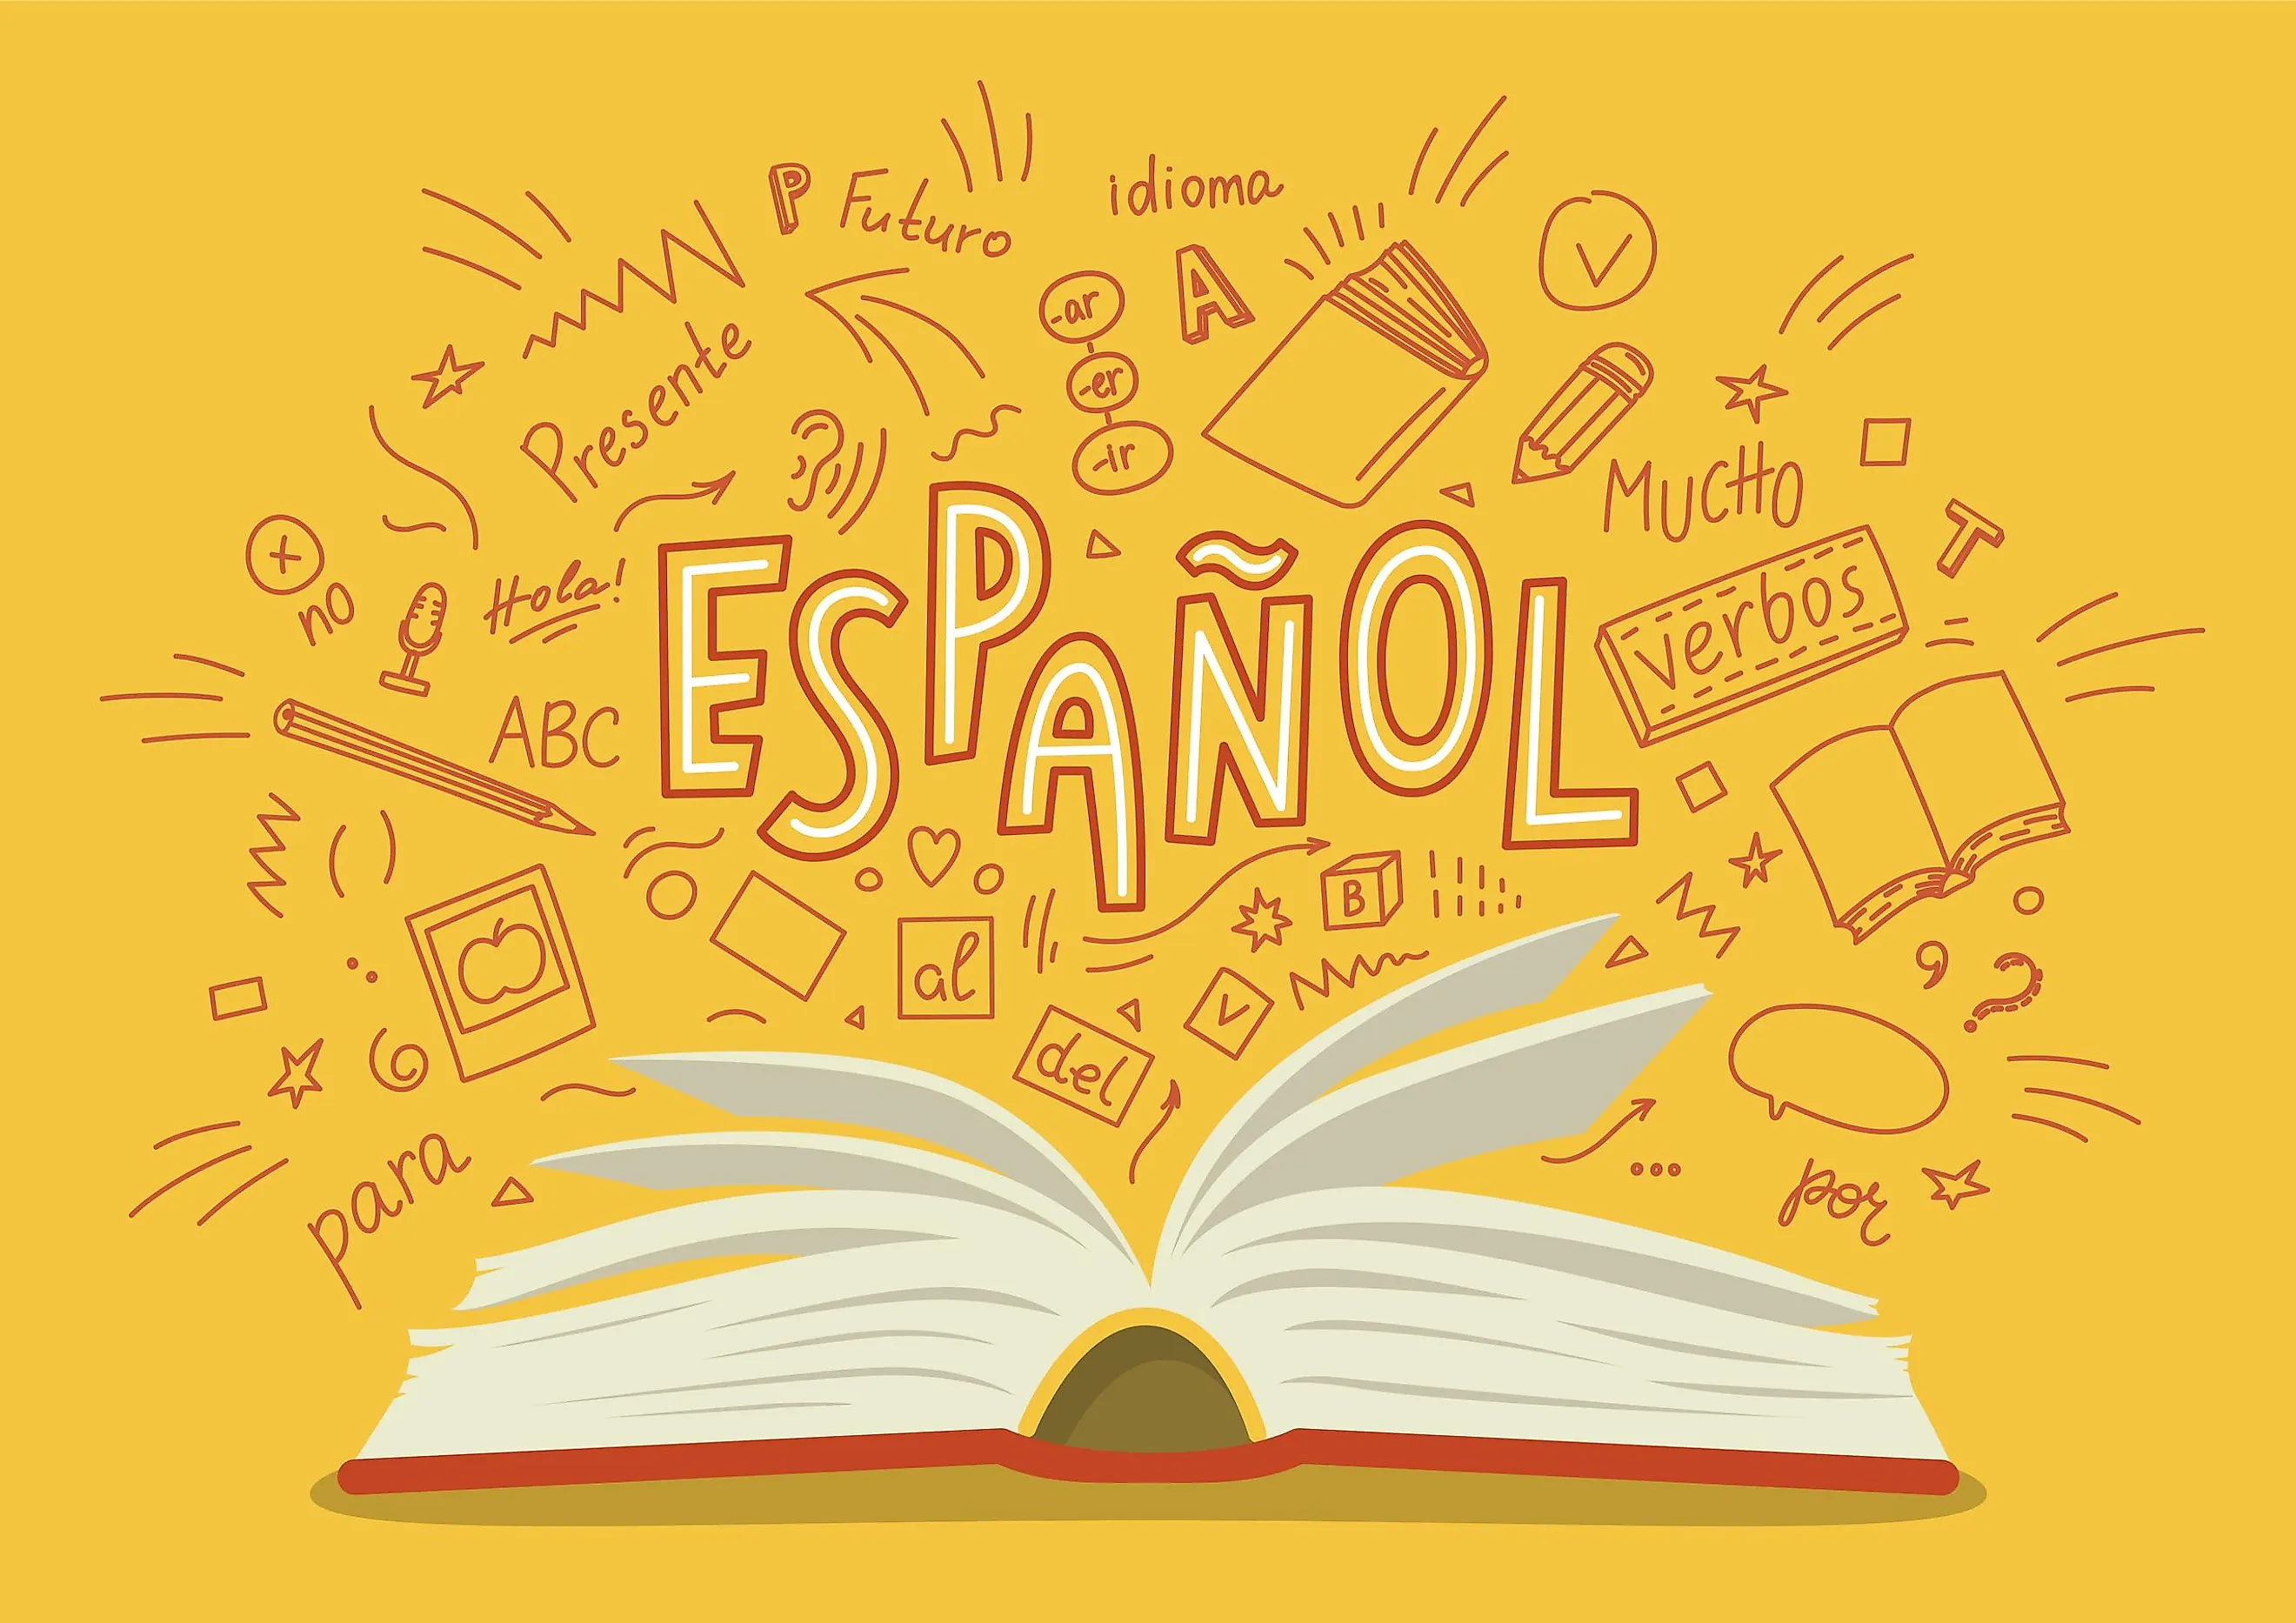 P Futuro
idioma
-ar
A
-er
-ir
Presente
MUCHO
T
no
Hola!
ESPAÑOL
verbos
ABC
B
al
V
del
?
para
por